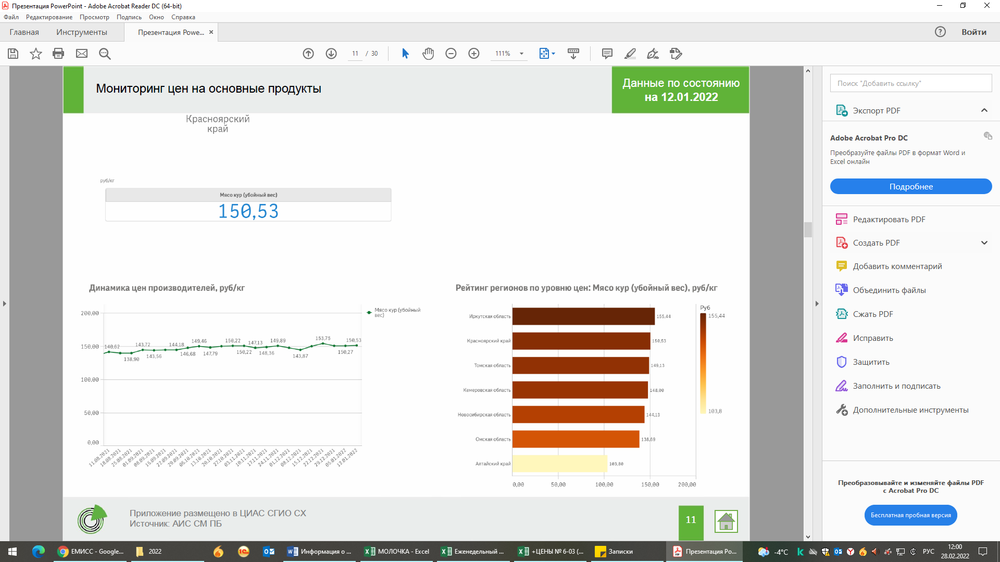 Презентация PowerPoint - Adobe Acrobat Reader DC (64-bit)
Файл Редактирование Просмотр Подпись Окно Справка
Главная Инструменты Презентация Powe... ×
Войти
11 / 30
111%
Мониторинг цен на основные продукты
Данные по состоянию
на 12.01.2022
Красноярский
край
руб/кг
Мясо кур (убойный вес)
150,53
Динамика цен производителей, руб/кг
Мясо кур (убойный
вес)
200,00
150,00
100,00
50,00
0,00
140,62
138,90
143,72
143,56
144,18
146,68
149,46
147,79
150,22
150,22
147,13
148,36
149,89
143,87
153,75
150,27
150,53
11.08.2021
18.08.2021
25.08.2021
01.09.2021
08.09.2021
15.09.2021
22.09.2021
29.09.2021
06.10.2021
13.10.2021
20.10.2021
27.10.2021
03.11.2021
10.11.2021
17.11.2021
24.11.2021
01.12.2021
08.12.2021
15.12.2021
22.12.2021
29.12.2021
05.01.2022
12.01.2022
Рейтинг регионов по уровню цен: Мясо кур (убойный вес), руб/кг
Иркутская область 155,44
Красноярский край 150,53
Томская область 149,13
Кемеровская область 148,00
Новосибирская область 144,13
Омская область 138,69
Алтайский край 103,80
0,00 50,00 100,00 150,00 200,00
Руб
155,44
103,8
Приложение размещено в ЦИАС СГИО СХ
Источник: АИС СМ ПБ
11
Поиск "Добавить ссылку"
Экспорт PDF
Adobe Acrobat Pro DC
Преобразуйте файлы PDF в формат Word и
Excel онлайн
Подробнее
Редактировать PDF
Создать PDF
Добавить комментарий
Объединить файлы
Сжать PDF
Исправить
Защитить
Заполнить и подписать
Дополнительные инструменты
Преобразовывайте и изменяйте файлы PDF
с Acrobat Pro DC
Бесплатная пробная версия
ЕМИСС - Google... 2022 Информация о ... МОЛОЧКА - Excel Еженедельный ... +ЦЕНЫ № 6-03 (... Записки Презентация Po... -4°C РУС
12:00
28.02.2022